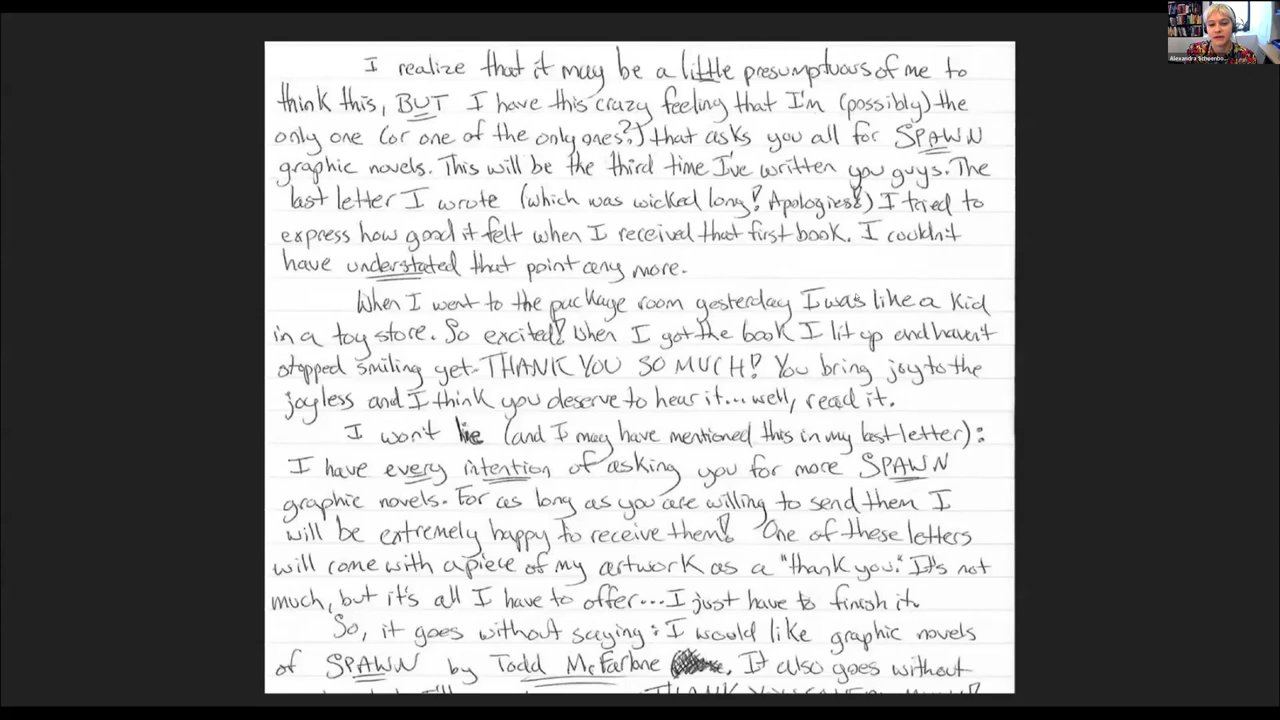 I realize that it may be a little presumptuous of me to
think this, BUT I have this crazy feeling that I'm (possibly) the
only one (or one of the only ones?) that asks you all for SPAWN
graphic novels. This will be the third time I've written you guys. The
last letter I wrote (which was wicked long! Apologies!) I tried to
express how good it felt when I received that first book. I couldn't
have understated that point any more.
When I went to the package room yesterday I was like a kid
in a toy store. So excited! When I got the book I lit up and haven't
stopped smiling yet-THANK YOU SO MUCH! You bring joy to the
joyless and I think you deserve to hear it...well, read it.
I won't lie (and I may have mentioned this in my last letter):
I have every intention of asking you for more SPAWN
graphic novels. For as long as you are willing to send them I
will be extremely happy to receive them! One of these letters
will come with a piece of my artwork as a "thank you." It's not
much, but it's all I have to offer...I just have to finish it.
So, it goes without saying: I would like graphic novels
of SPAWN by Todd McFarlane. It also goes without
THANK YOU
Alexandra